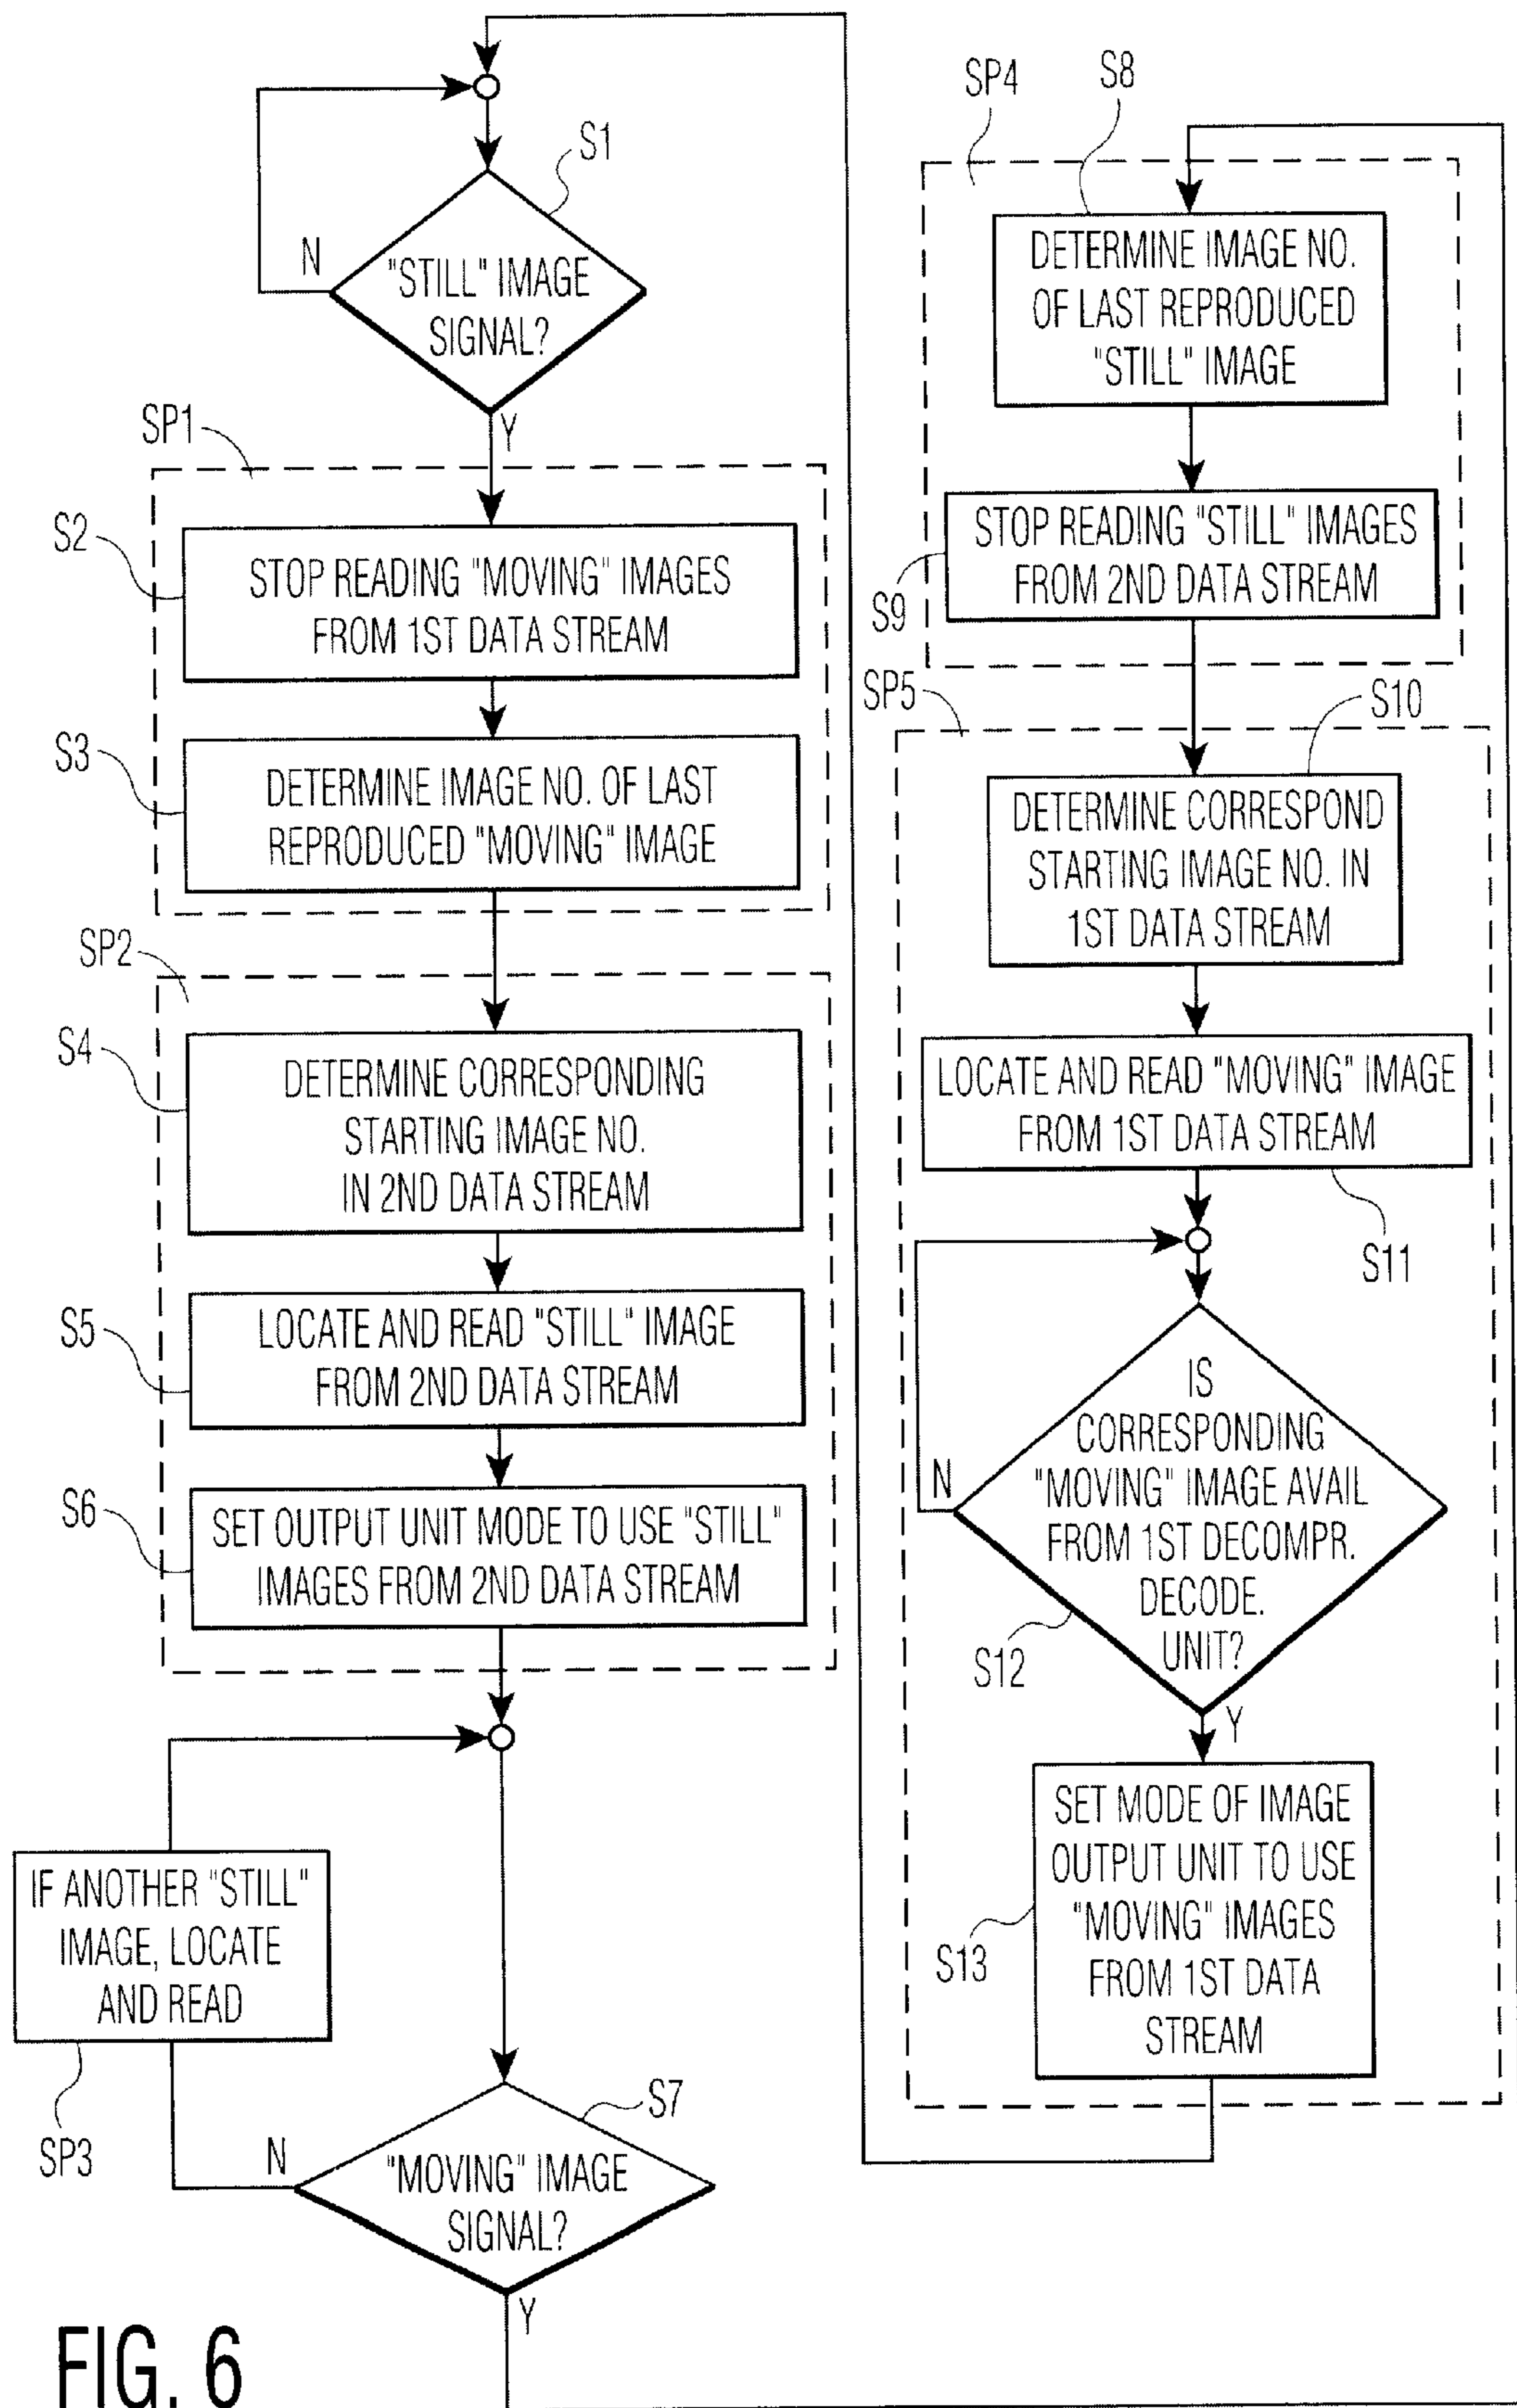 S1
N
"STILL" IMAGE
SIGNAL?
Y
SP1
S2
STOP READING "MOVING" IMAGES
FROM 1ST DATA STREAM
S3
DETERMINE IMAGE NO. OF LAST
REPRODUCED "MOVING" IMAGE
SP2
S4
DETERMINE CORRESPONDING
STARTING IMAGE NO.
IN 2ND DATA STREAM
S5
LOCATE AND READ "STILL" IMAGE
FROM 2ND DATA STREAM
S6
SET OUTPUT UNIT MODE TO USE "STILL"
IMAGES FROM 2ND DATA STREAM
IF ANOTHER "STILL"
IMAGE, LOCATE
AND READ
SP3
S7
N
"MOVING" IMAGE
SIGNAL?
Y
SP4
S8
DETERMINE IMAGE NO.
OF LAST REPRODUCED
"STILL" IMAGE
STOP READING "STILL" IMAGES
FROM 2ND DATA STREAM
S9
SP5
S10
DETERMINE CORRESPOND
STARTING IMAGE NO. IN
1ST DATA STREAM
LOCATE AND READ "MOVING" IMAGE
FROM 1ST DATA STREAM
S11
N
IS
CORRESPONDING
"MOVING" IMAGE AVAIL
FROM 1ST DECOMPR.
DECODE.
UNIT?
S12
Y
SET MODE OF IMAGE
OUTPUT UNIT TO USE
"MOVING" IMAGES
FROM 1ST DATA
STREAM
S13
FIG. 6